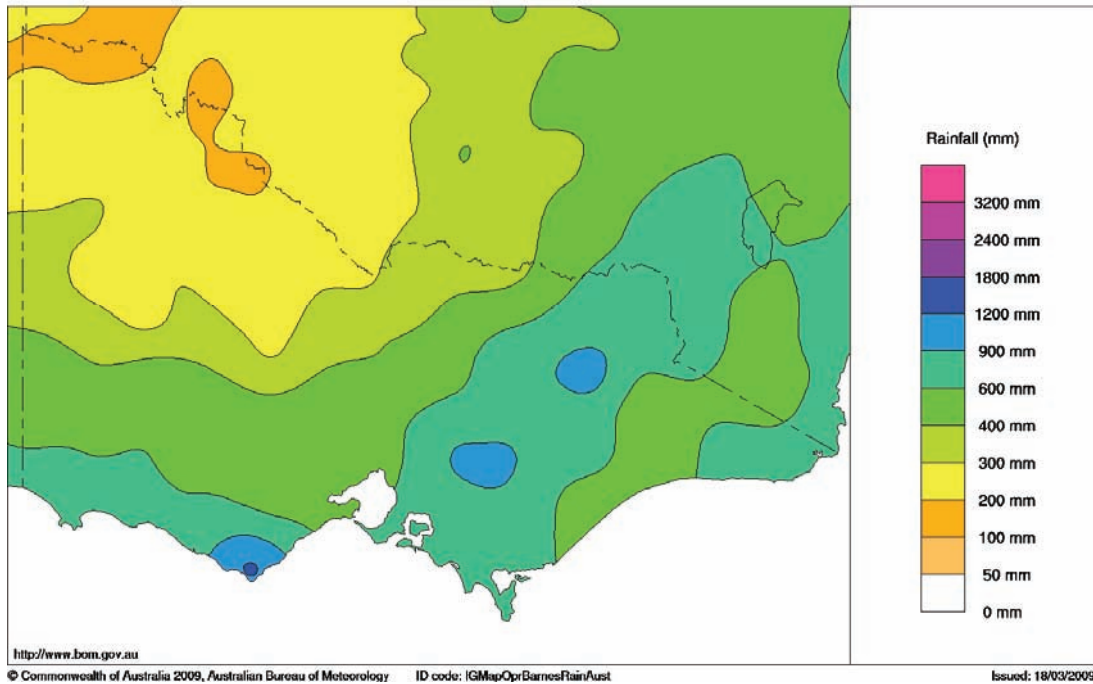 Rainfall (mm)
3200 mm
2400 mm
1800 mm
1200 mm
900 mm
600 mm
400 mm
300 mm
200 mm
100 mm
50 mm
0 mm
http://www.bom.gov.au
© Commonwealth of Australia 2009, Australian Bureau of Meteorology ID code: IGMapOprBarnesRainAust Issued: 18/03/2009